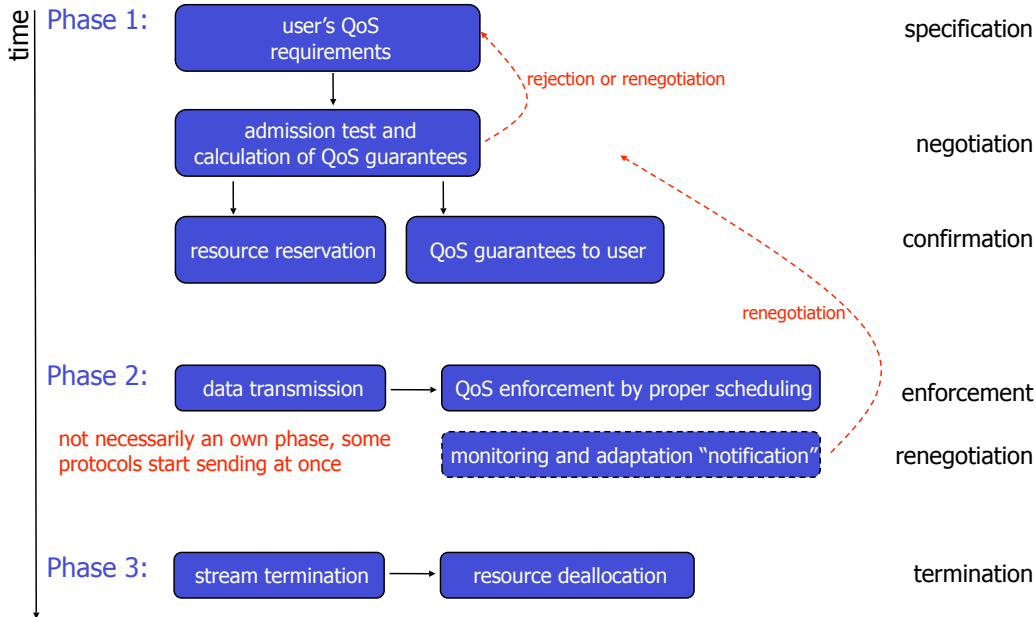 time
Phase 1:
user's QoS
requirements
specification
rejection or renegotiation
admission test and
calculation of QoS guarantees
negotiation
resource reservation
QoS guarantees to user
confirmation
renegotiation
Phase 2:
data transmission
QoS enforcement by proper scheduling
enforcement
not necessarily an own phase, some
protocols start sending at once
monitoring and adaptation “notification”
renegotiation
Phase 3:
stream termination
resource deallocation
termination